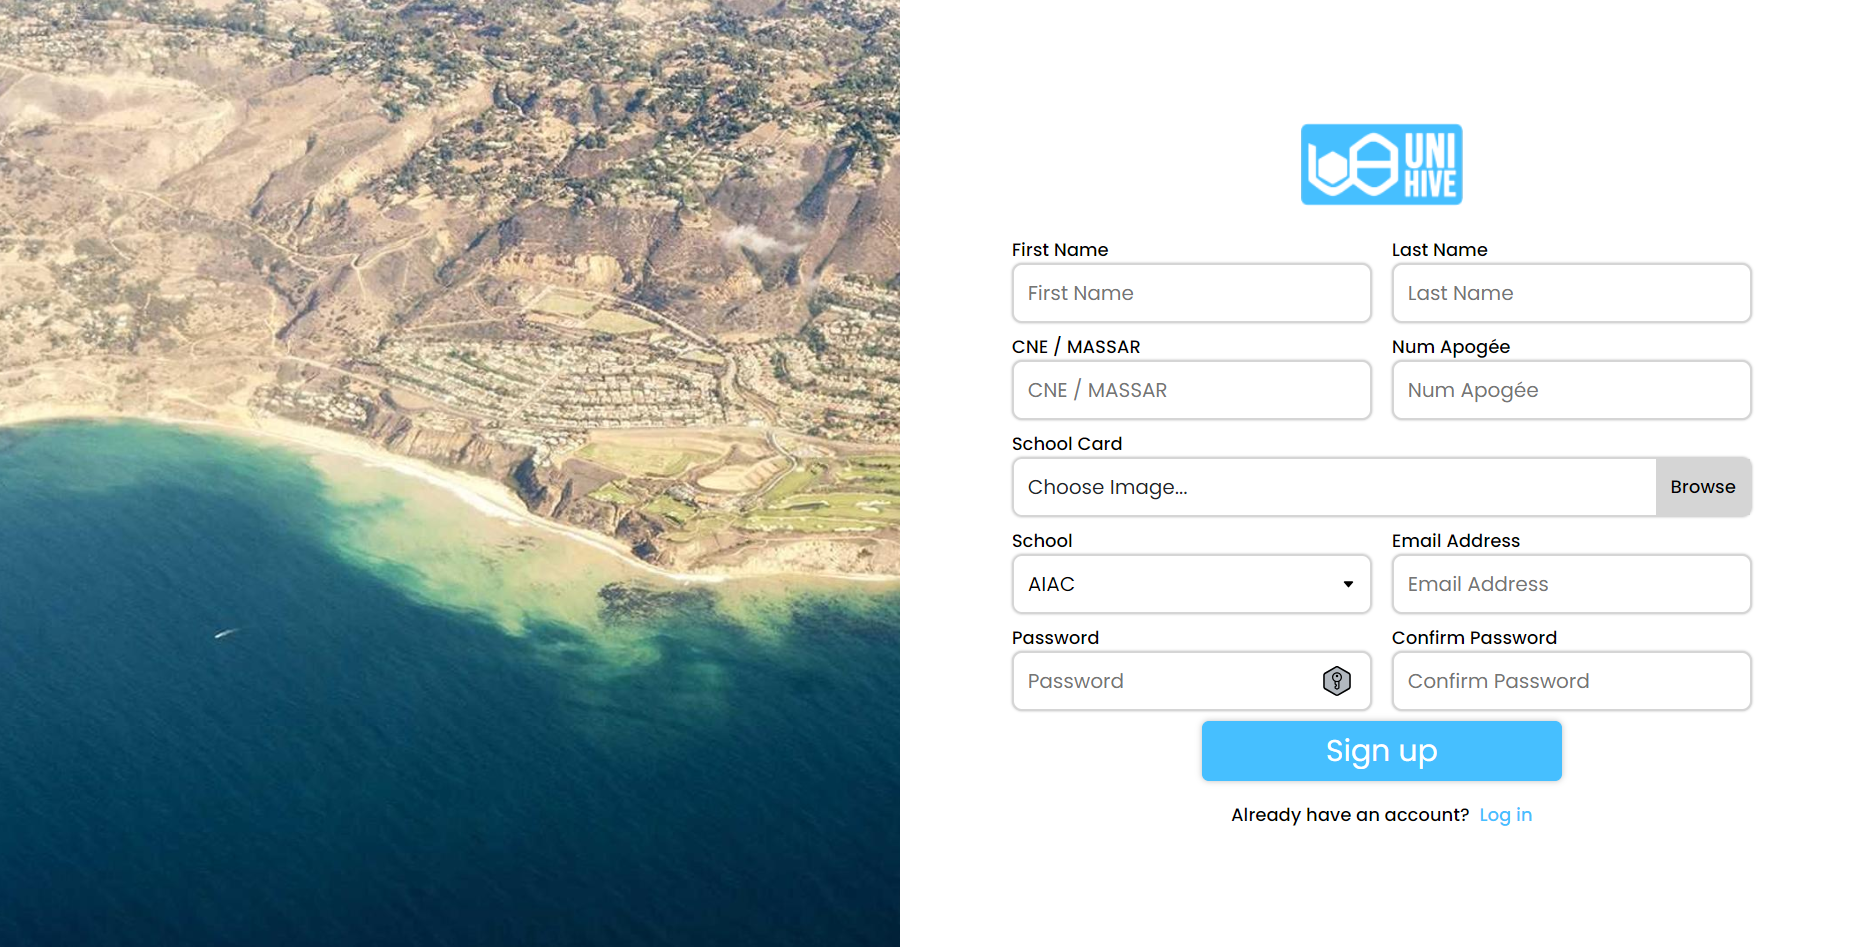 UNI
HIVE
First Name
Last Name
First Name
Last Name
CNE / MASSAR
Num Apogée
CNE / MASSAR
Num Apogée
School Card
Choose Image...
Browse
School
Email Address
AIAC
Email Address
Password
Confirm Password
Password
Confirm Password
Sign up
Already have an account? Log in